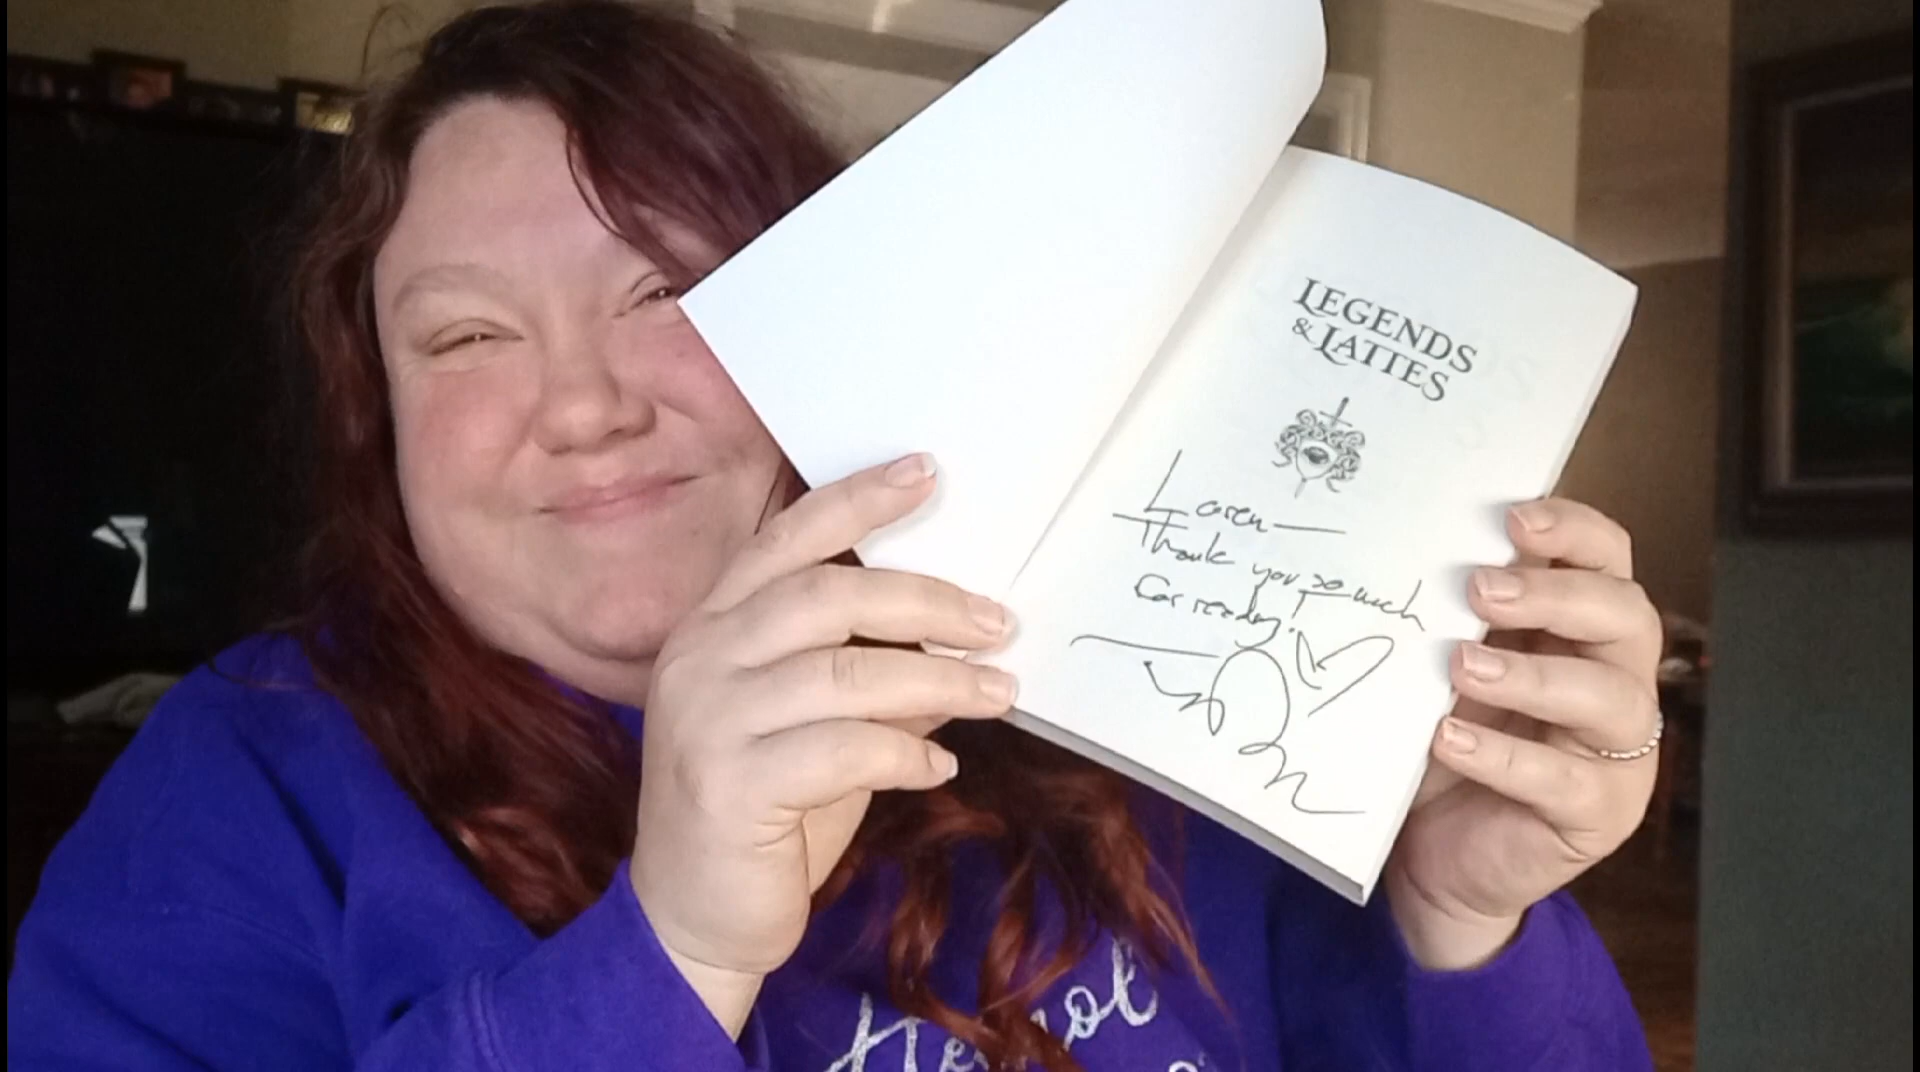 LEGENDS
& LATTES
Loren —
Thank you so much
for reading!